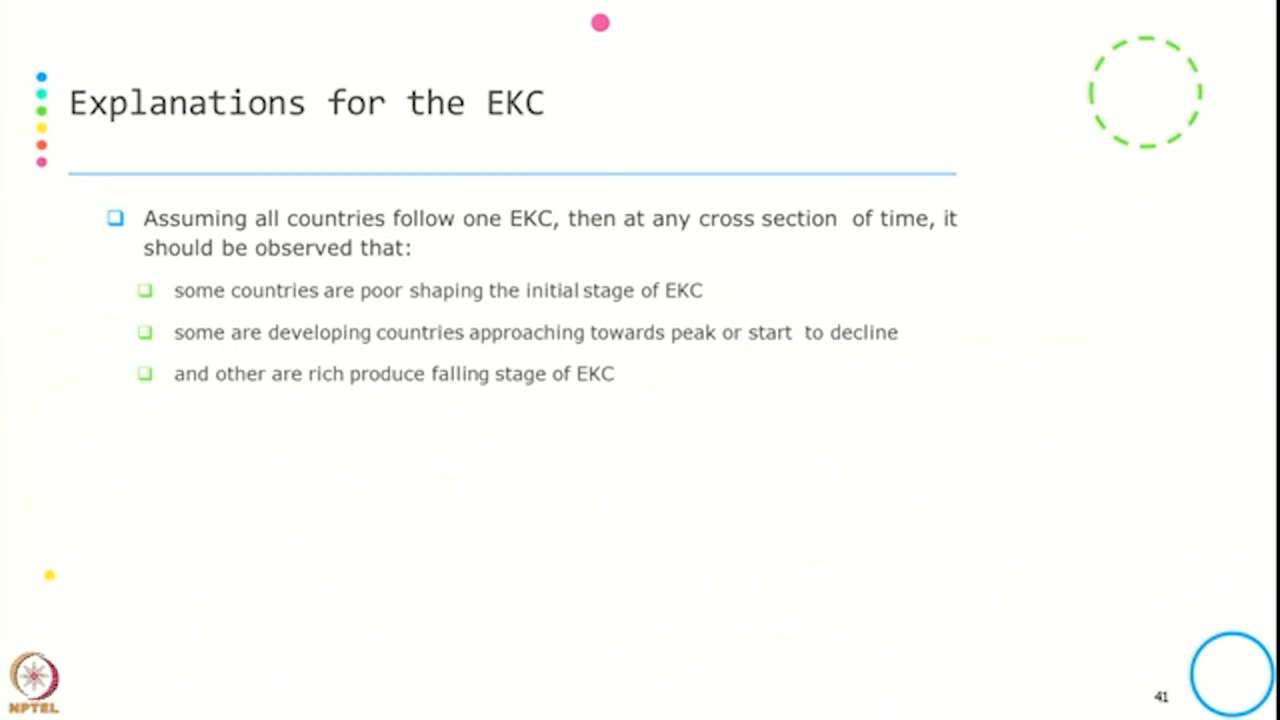 Explanations for the EKC
Assuming all countries follow one EKC, then at any cross section of time, it
should be observed that:
some countries are poor shaping the initial stage of EKC
some are developing countries approaching towards peak or start to decline
and other are rich produce falling stage of EKC
NPTEL
41